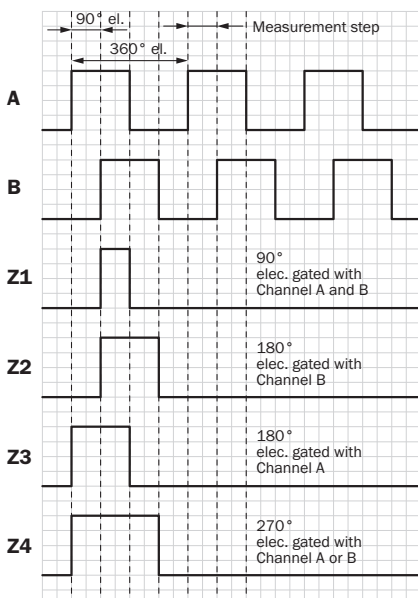 90° el.
Measurement step
360° el.
A
B
Z1
90°
elec. gated with
Channel A and B
Z2
180°
elec. gated with
Channel B
Z3
180°
elec. gated with
Channel A
Z4
270°
elec. gated with
Channel A or B